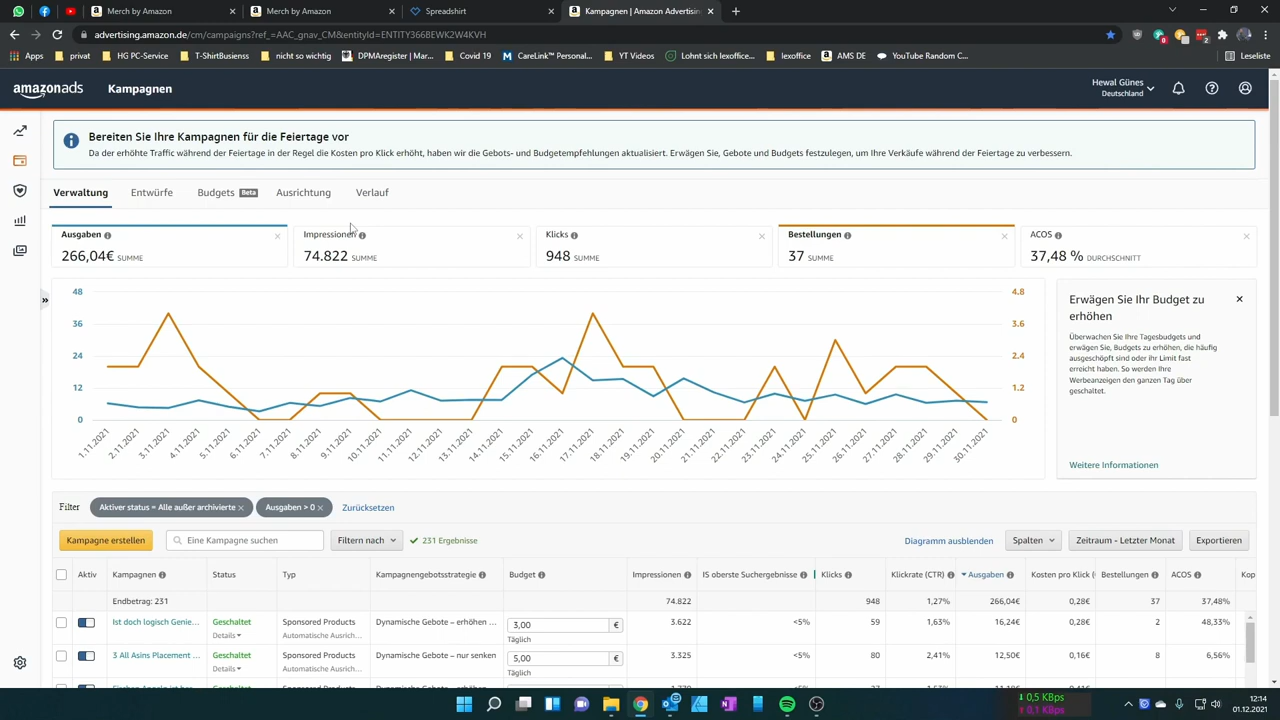 Merch by Amazon
Merch by Amazon
Spreadshirt
Kampagnen | Amazon Advertising
advertising.amazon.de/cm/campaigns?ref_=AAC_gnav_CM&entityId=ENTITY366BEWK2W4KVH
Apps
privat
HG PC-Service
T-ShirtBusienss
nicht so wichtig
DPMAregister | Mar...
Cess LTD
CareLink™ Personal...
YT Videos
Lohnt sich lexoffice...
lexoffice
AMS DE
YouTube Random C...
Leseliste
amazonads
Kampagnen
Hewal Günes
Deutschland
Bereiten Sie Ihre Kampagnen für die Feiertage vor
Da der erhöhte Traffic während der Feiertage in der Regel die Kosten pro Klick erhöht, haben wir die Gebots- und Budgetempfehlungen aktualisiert. Erwägen Sie, Gebote und Budgets festzulegen, um Ihre Verkäufe während der Feiertage zu verbessern.
Verwaltung
Entwürfe
Budgets Beta
Ausrichtung
Verlauf
Ausgaben
266,04€ SUMME
Impressionen
74.822 SUMME
Klicks
948 SUMME
Bestellungen
37 SUMME
ACOS
37,48 % DURCHSCHNITT
48
36
24
12
0
4.8
3.6
2.4
1.2
0
1.11.2021
2.11.2021
3.11.2021
4.11.2021
5.11.2021
6.11.2021
7.11.2021
8.11.2021
9.11.2021
10.11.2021
11.11.2021
12.11.2021
13.11.2021
14.11.2021
15.11.2021
16.11.2021
17.11.2021
18.11.2021
19.11.2021
20.11.2021
21.11.2021
22.11.2021
23.11.2021
24.11.2021
25.11.2021
26.11.2021
27.11.2021
28.11.2021
29.11.2021
30.11.2021
Erwägen Sie Ihr Budget zu
erhöhen
Überwachen Sie Ihre Tagesbudgets und
erwägen Sie, Budgets zu erhöhen, die häufig
ausgeschöpft sind oder ihr Limit fast
erreicht haben. So werden Ihre
Werbeanzeigen den ganzen Tag über
geschaltet.
Weitere Informationen
Filter
Aktiver status = Alle außer archivierte
Ausgaben > 0
Zurücksetzen
Kampagne erstellen
Eine Kampagne suchen
Filtern nach
231 Ergebnisse
Diagramm ausblenden
Spalten
Zeitraum - Letzter Monat
Exportieren
Aktiv
Kampagnen
Status
Typ
Kampagnengebotsstrategie
Budget
Impressionen
IS oberste Suchergebnisse
Klicks
Klickrate (CTR)
Ausgaben
Kosten pro Klick (
Bestellungen
ACOS
Kop
Endbetrag: 231
74.822
948
1,27%
266,04€
0,28€
37
37,48%
Ist doch logisch Genie...
Geschaltet
Details
Sponsored Products
Automatische Ausrich...
Dynamische Gebote – erhöhen ...
3,00 €
Täglich
3.622
<5%
59
1,63%
16,24€
0,28€
2
48,33%
3 All Asins Placement ...
Geschaltet
Details
Sponsored Products
Automatische Ausrich...
Dynamische Gebote – nur senken
5,00 €
Täglich
3.325
<5%
80
2,41%
12,50€
0,16€
8
6,56%
0,5 KBps
0,1 KBps
12:14
01.12.2021